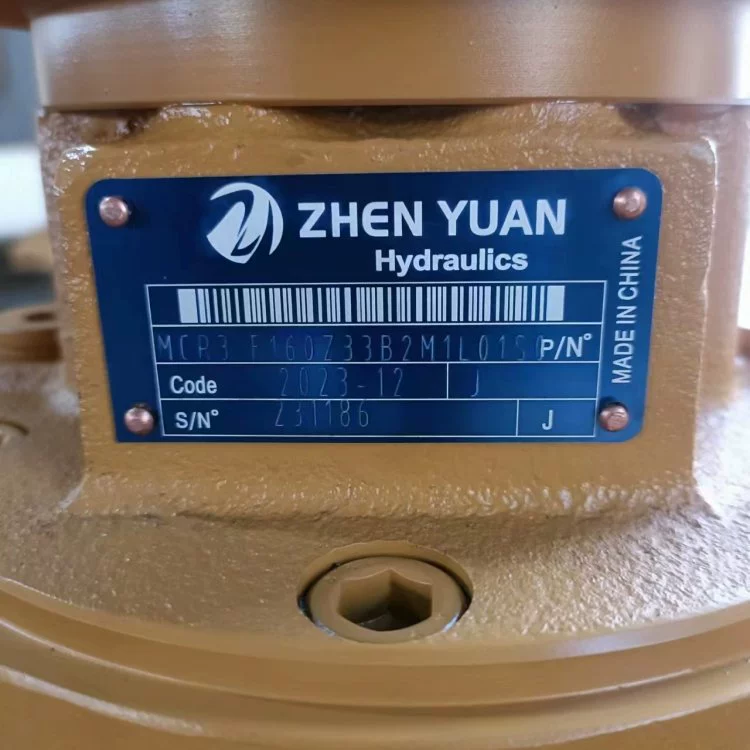 ZHEN YUAN
Hydraulics
MCR3 F160Z33B2M1L01S0 P/N°
Code 2023-12 J
S/N° 231186 J
MADE IN CHINA